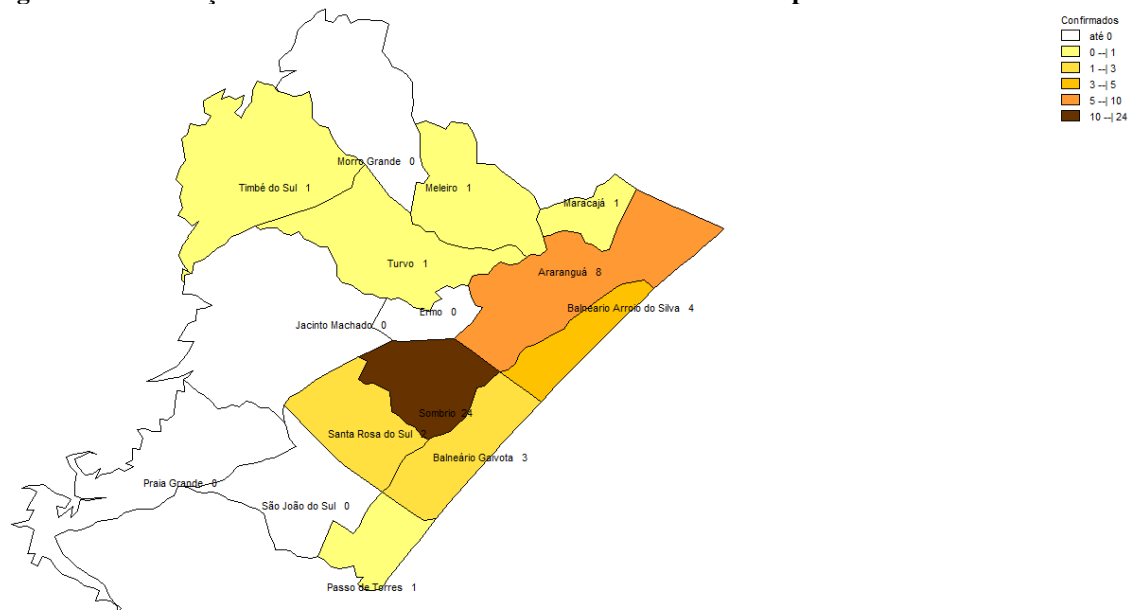 Confirmados
até 0
0 --| 1
1 --| 3
3 --| 5
5 --| 10
10 --| 24
Morro Grande 0
Timbé do Sul 1
Meleiro 1
Maracajá 1
Turvo 1
Araranguá 8
Balneário Arroio do Silva 4
Ermo 0
Jacinto Machado 0
Sombrio 24
Santa Rosa do Sul 2
Balneário Gaivota 3
Praia Grande 0
São João do Sul 0
Passo de Torres 1